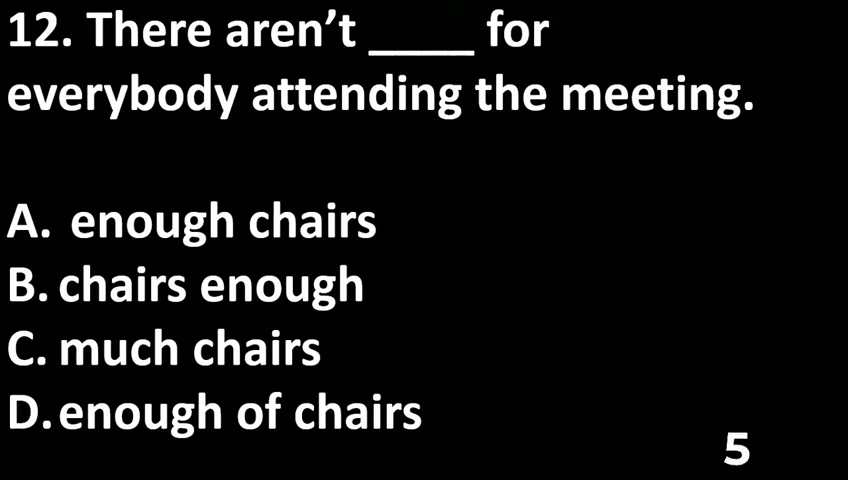 12. There aren’t ____ for
everybody attending the meeting.
A. enough chairs
B. chairs enough
C. much chairs
D. enough of chairs
5